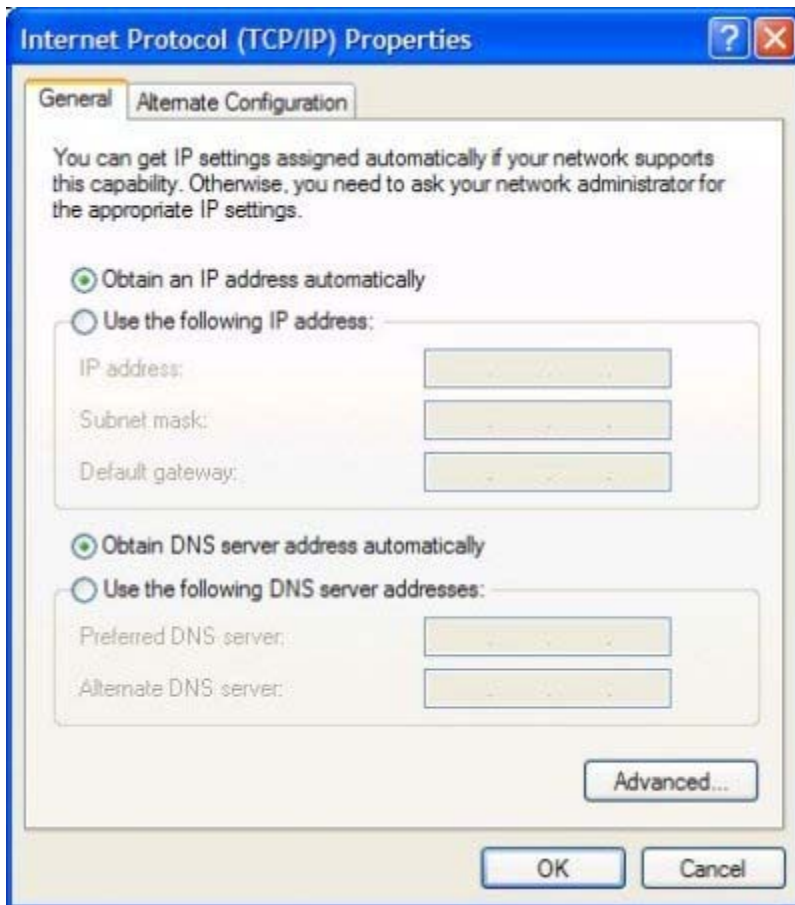 Internet Protocol (TCP/IP) Properties
General
Alternate Configuration
You can get IP settings assigned automatically if your network supports
this capability. Otherwise, you need to ask your network administrator for
the appropriate IP settings.
Obtain an IP address automatically
Use the following IP address:
IP address:
Subnet mask:
Default gateway:
Obtain DNS server address automatically
Use the following DNS server addresses:
Preferred DNS server:
Alternate DNS server:
Advanced...
OK
Cancel